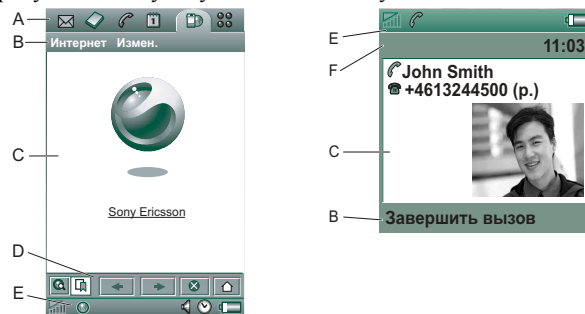 A
B
Интернет Измен.
C
Sony Ericsson
D
E
E
F
11:03
John Smith
+4613244500 (р.)
C
B
Завершить вызов